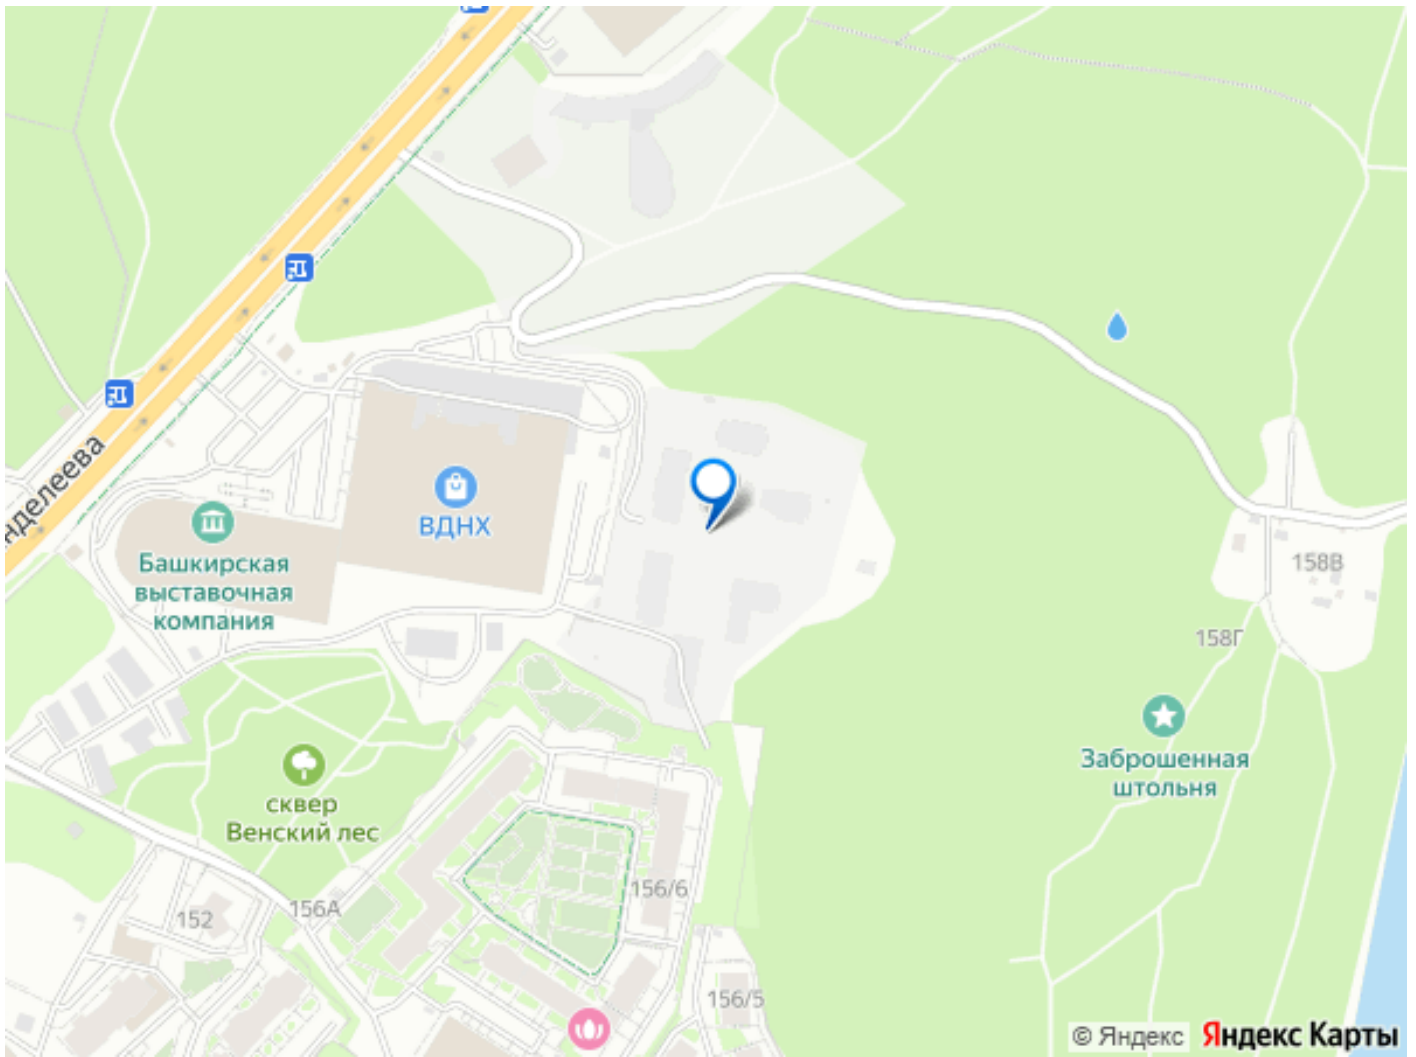 нделеева
ВДНХ
Башкирская
выставочная
компания
158В
158Г
Заброшенная
штольня
сквер
Венский лес
156/6
152
156А
156/5
© Яндекс Яндекс Карты